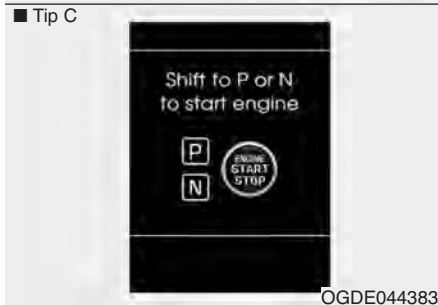 ■ Tip C
Shift to P or N
to start engine
P
N
ENGINE
START
STOP
OGDE044383